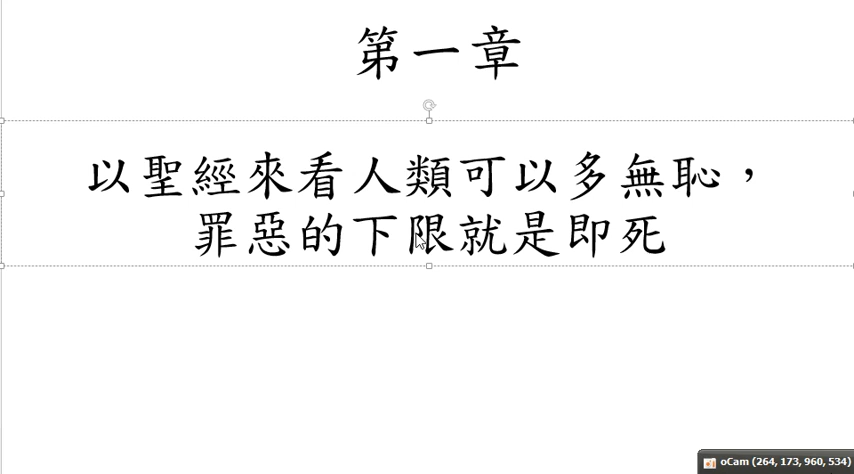 第一章
以聖經來看人類可以多無恥，
罪惡的下限就是即死
oCam (264, 173, 960, 534)